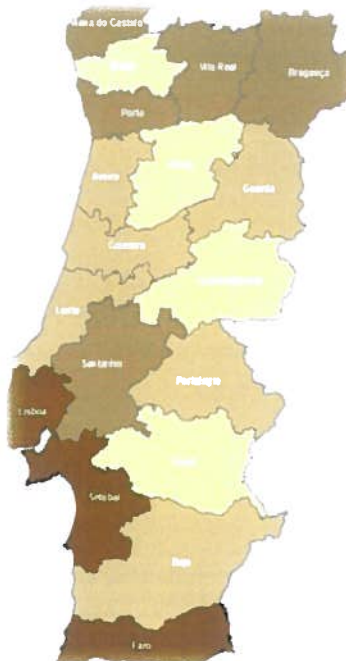 Viana do Castelo
Vila Real
Bragança
Porto
Aveiro
Guarda
Coimbra
Leiria
Santarém
Portalegre
Lisboa
Setúbal
Beja
Faro